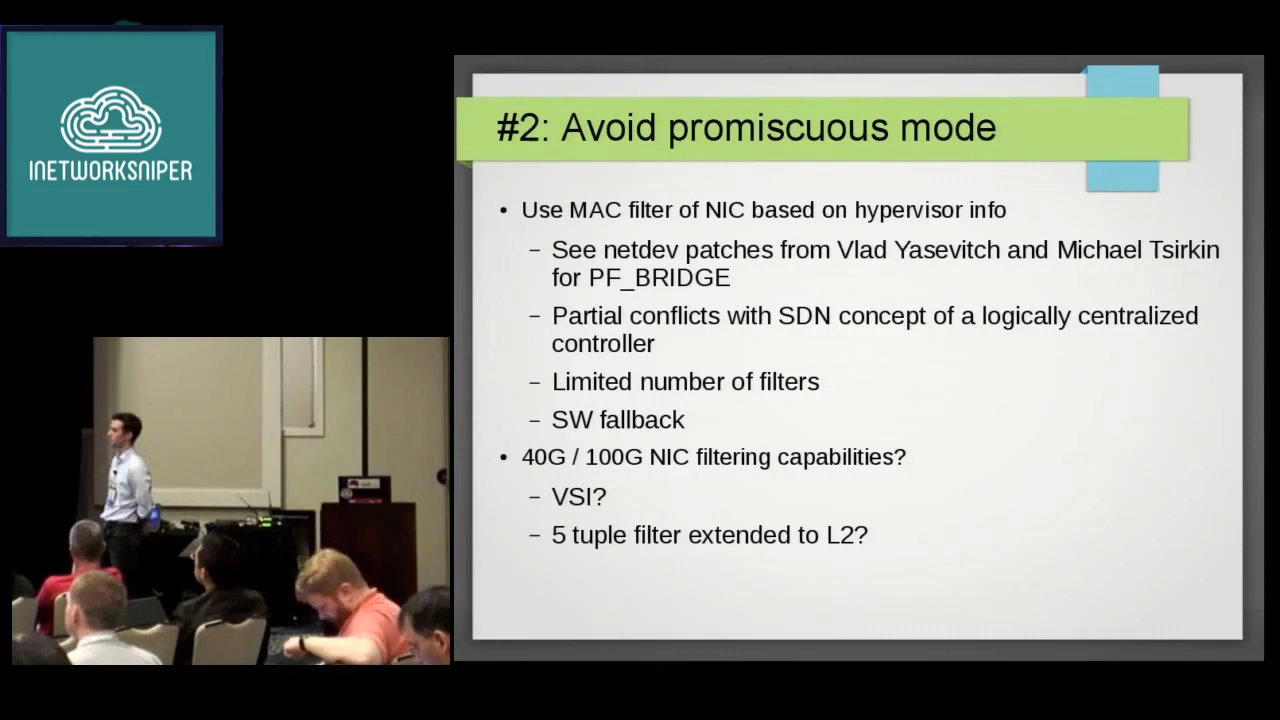 INETWORKSNIPER
#2: Avoid promiscuous mode
• Use MAC filter of NIC based on hypervisor info
– See netdev patches from Vlad Yasevitch and Michael Tsirkin
for PF_BRIDGE
– Partial conflicts with SDN concept of a logically centralized
controller
– Limited number of filters
– SW fallback
• 40G / 100G NIC filtering capabilities?
– VSI?
– 5 tuple filter extended to L2?